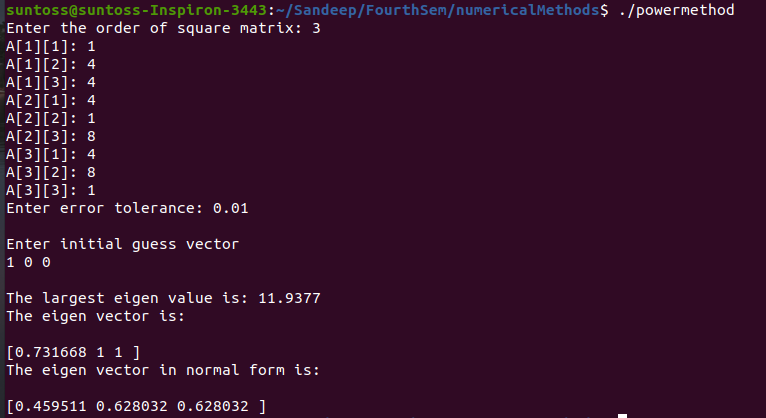 suntoss@suntoss-Inspiron-3443:~/Sandeep/FourthSem/numericalMethods$ ./powermethod
Enter the order of square matrix: 3
A[1][1]: 1
A[1][2]: 4
A[1][3]: 4
A[2][1]: 4
A[2][2]: 1
A[2][3]: 8
A[3][1]: 4
A[3][2]: 8
A[3][3]: 1
Enter error tolerance: 0.01
Enter initial guess vector
1 0 0
The largest eigen value is: 11.9377
The eigen vector is:
[0.731668 1 1 ]
The eigen vector in normal form is:
[0.459511 0.628032 0.628032 ]